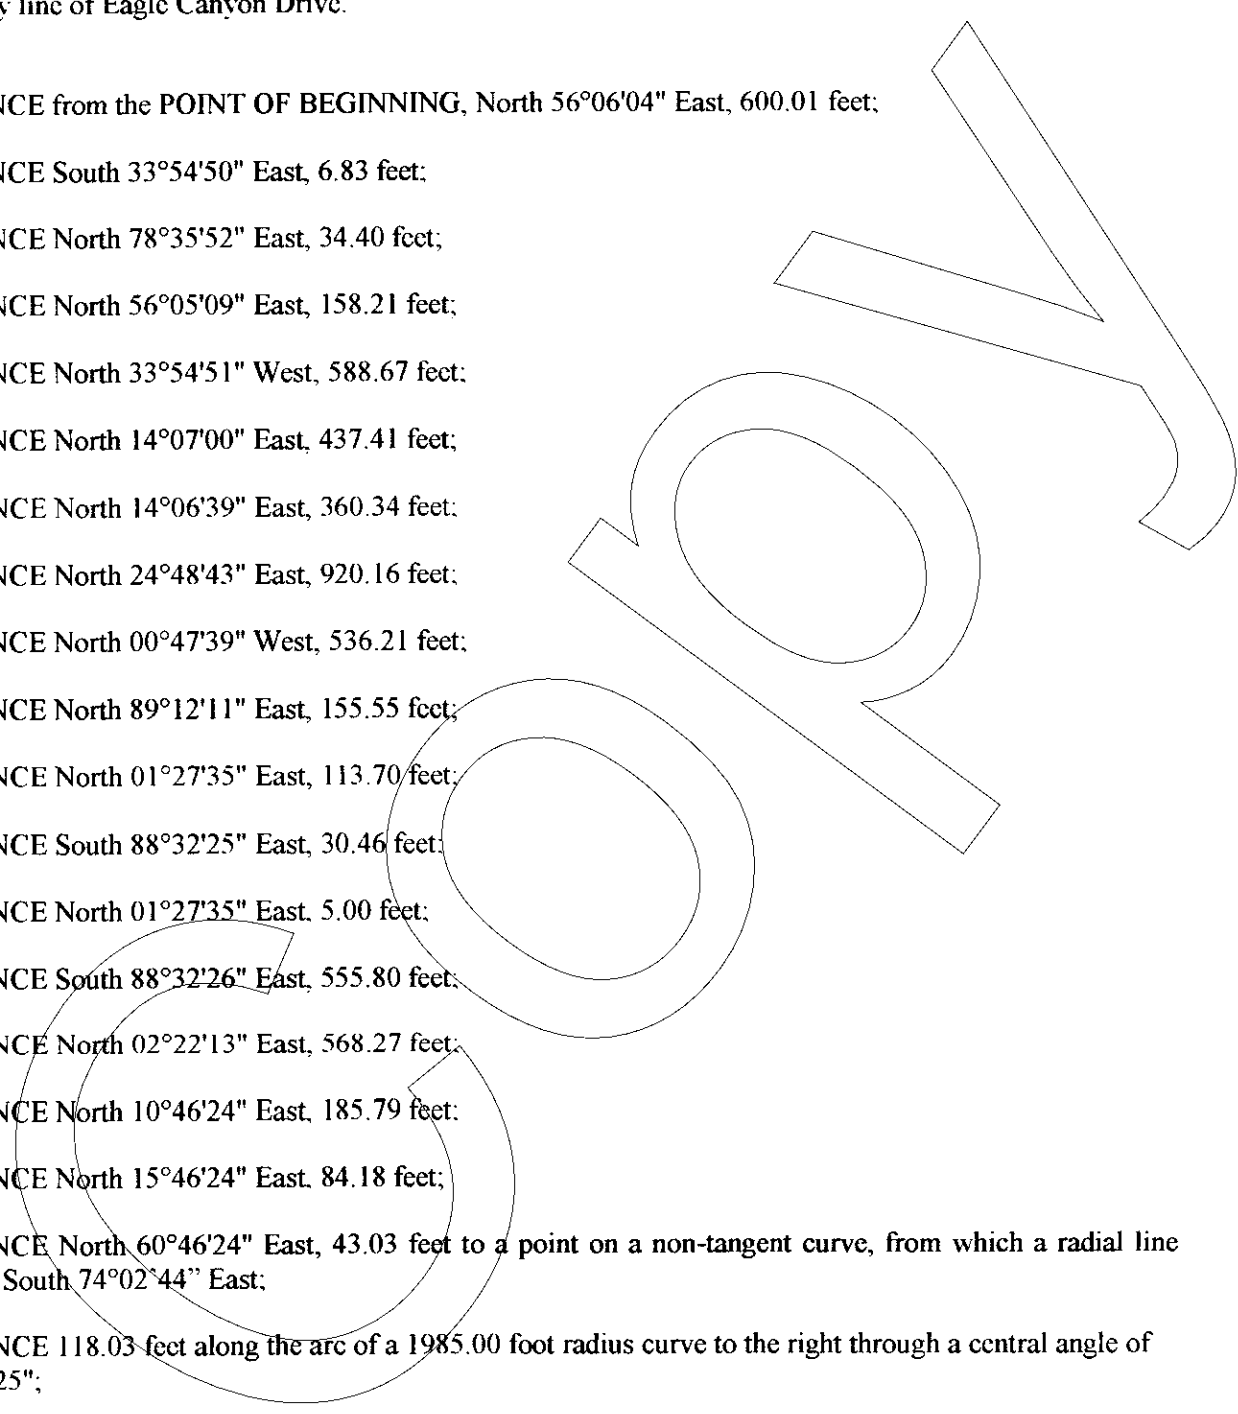 y line of Eagle Canyon Drive.
NCE from the POINT OF BEGINNING, North 56°06'04" East, 600.01 feet;
NCE South 33°54'50" East, 6.83 feet;
NCE North 78°35'52" East, 34.40 feet;
NCE North 56°05'09" East, 158.21 feet;
NCE North 33°54'51" West, 588.67 feet;
NCE North 14°07'00" East, 437.41 feet;
NCE North 14°06'39" East, 360.34 feet;
NCE North 24°48'43" East, 920.16 feet;
NCE North 00°47'39" West, 536.21 feet;
NCE North 89°12'11" East, 155.55 feet;
NCE North 01°27'35" East, 113.70 feet;
NCE South 88°32'25" East, 30.46 feet;
NCE North 01°27'35" East, 5.00 feet;
NCE South 88°32'26" East, 555.80 feet;
NCE North 02°22'13" East, 568.27 feet;
NCE North 10°46'24" East, 185.79 feet;
NCE North 15°46'24" East, 84.18 feet;
NCE North 60°46'24" East, 43.03 feet to a point on a non-tangent curve, from which a radial line
South 74°02'44” East;
NCE 118.03 feet along the arc of a 1985.00 foot radius curve to the right through a central angle of
25";
Copy